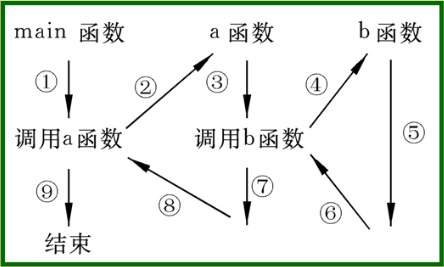 main 函数 a 函数 b 函数
① ② ③ ④ ⑤
调用a函数 调用b函数
⑨ ⑧ ⑦ ⑥
结束